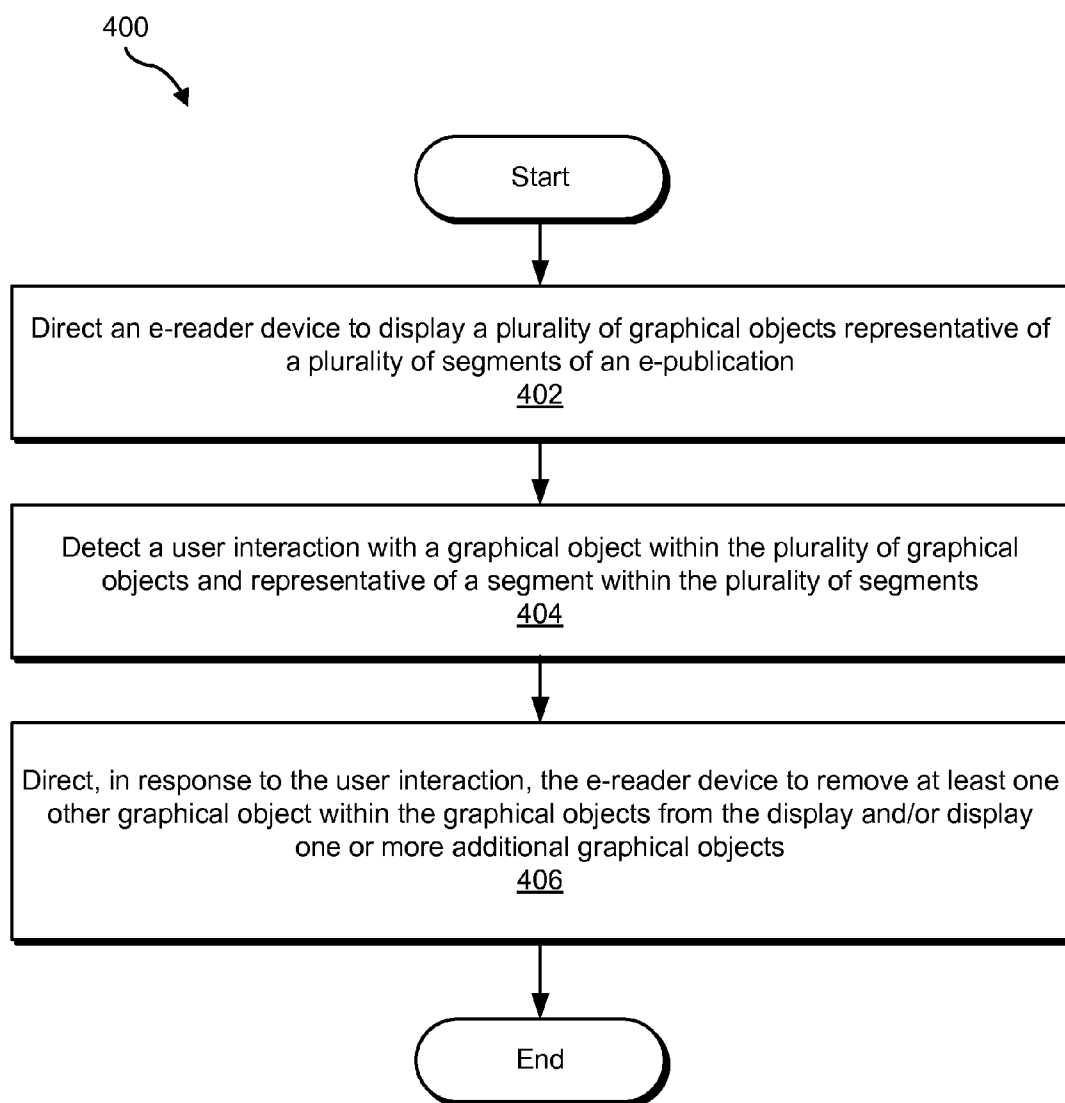 400
Start
Direct an e-reader device to display a plurality of graphical objects representative of
a plurality of segments of an e-publication
402
Detect a user interaction with a graphical object within the plurality of graphical
objects and representative of a segment within the plurality of segments
404
Direct, in response to the user interaction, the e-reader device to remove at least one
other graphical object within the graphical objects from the display and/or display
one or more additional graphical objects
406
End